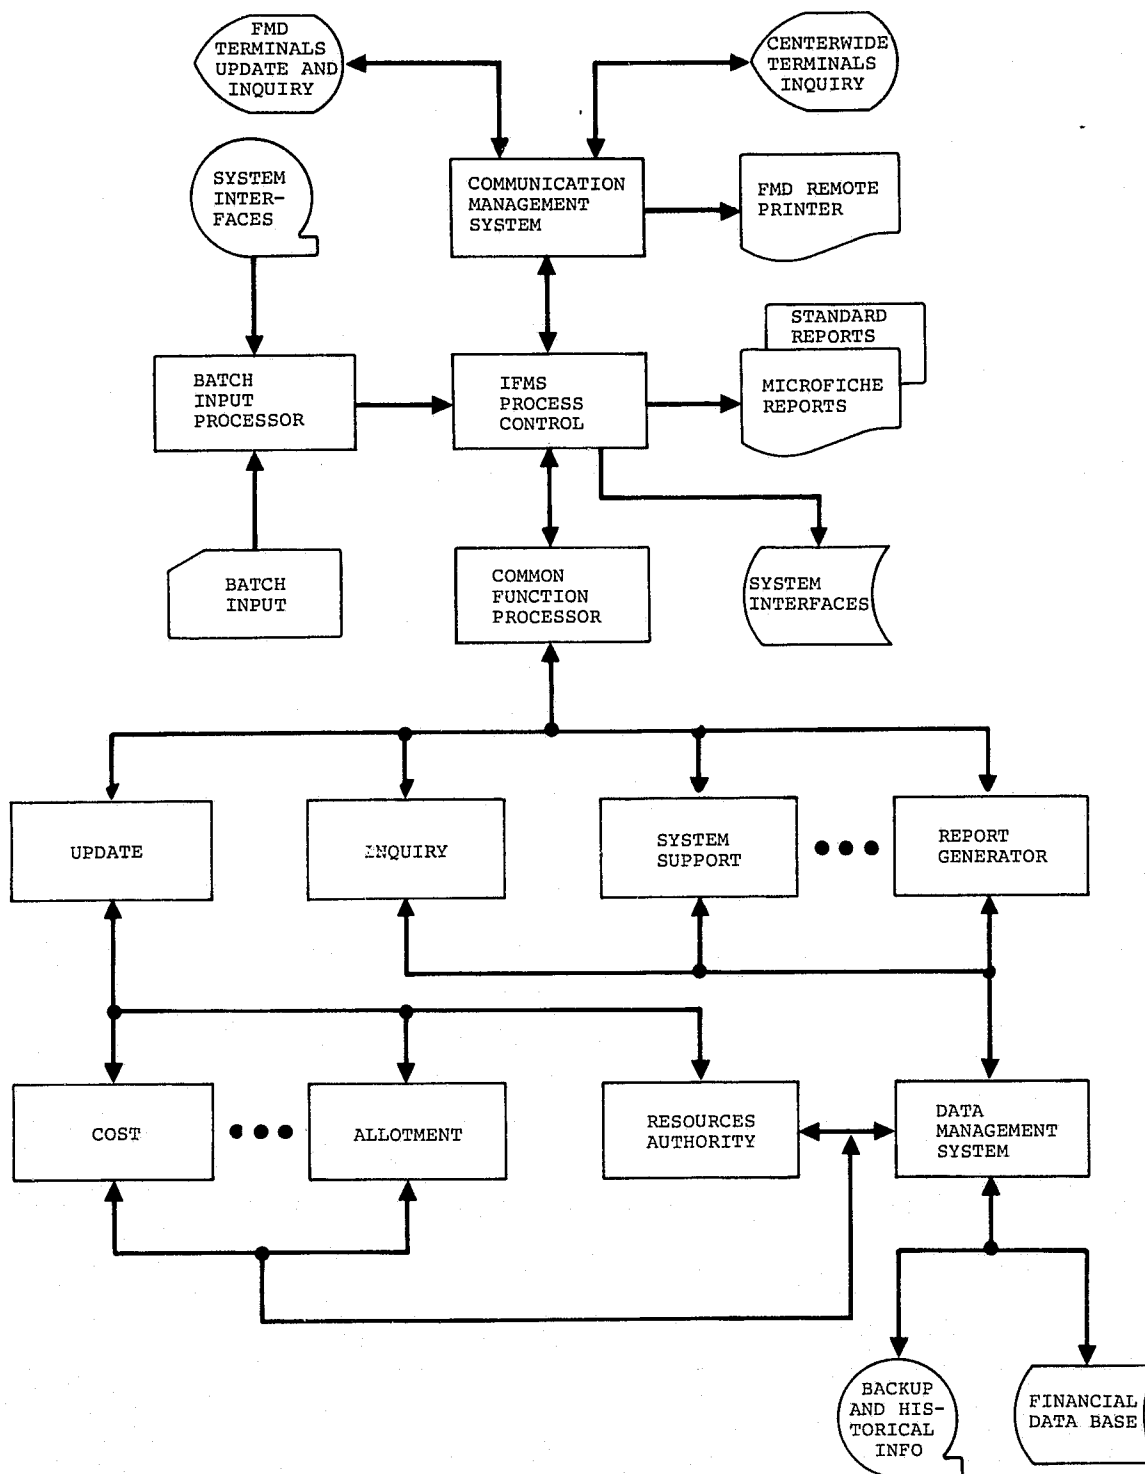 FMD
TERMINALS
UPDATE AND
INQUIRY
CENTERWIDE
TERMINALS
INQUIRY
SYSTEM
INTER-
FACES
COMMUNICATION
MANAGEMENT
SYSTEM
FMD REMOTE
PRINTER
STANDARD
REPORTS
BATCH
INPUT
PROCESSOR
IFMS
PROCESS
CONTROL
MICROFICHE
REPORTS
BATCH
INPUT
COMMON
FUNCTION
PROCESSOR
SYSTEM
INTERFACES
UPDATE
INQUIRY
SYSTEM
SUPPORT
REPORT
GENERATOR
COST
ALLOTMENT
RESOURCES
AUTHORITY
DATA
MANAGEMENT
SYSTEM
BACKUP
AND HIS-
TORICAL
INFO
FINANCIAL
DATA BASE